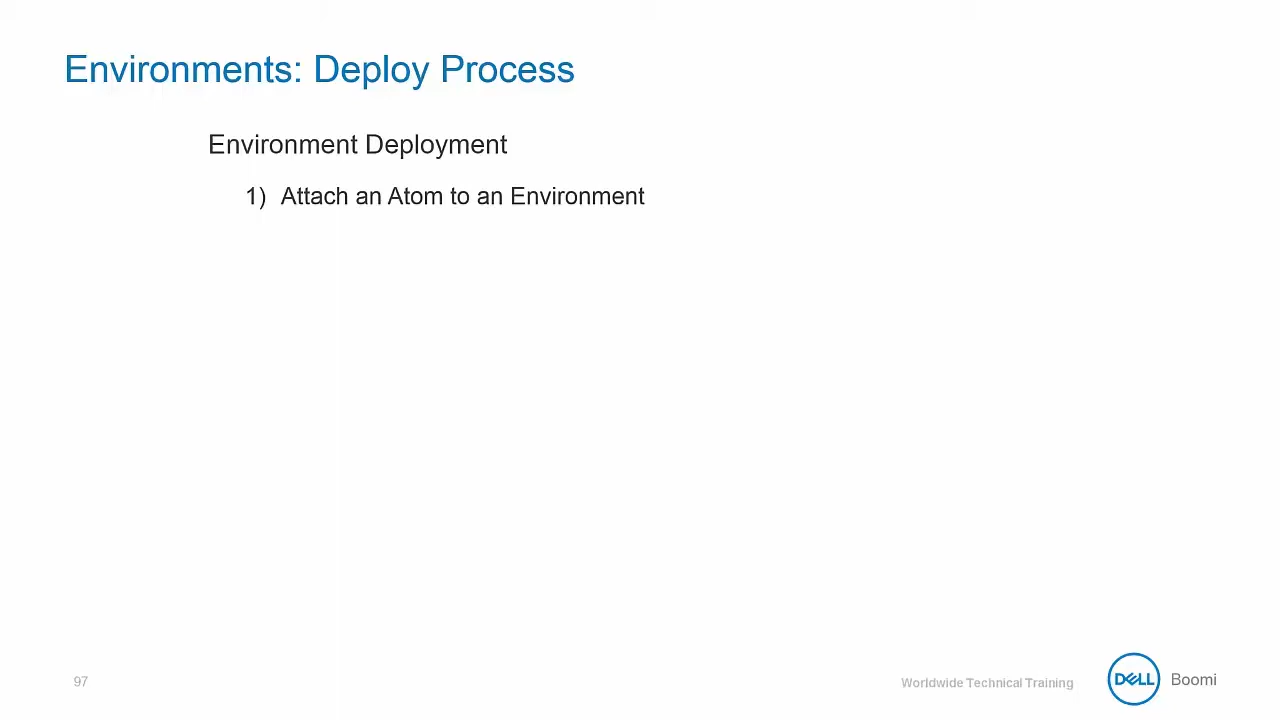 Environments: Deploy Process
Environment Deployment
1) Attach an Atom to an Environment
97
Worldwide Technical Training
DELL
Boomi